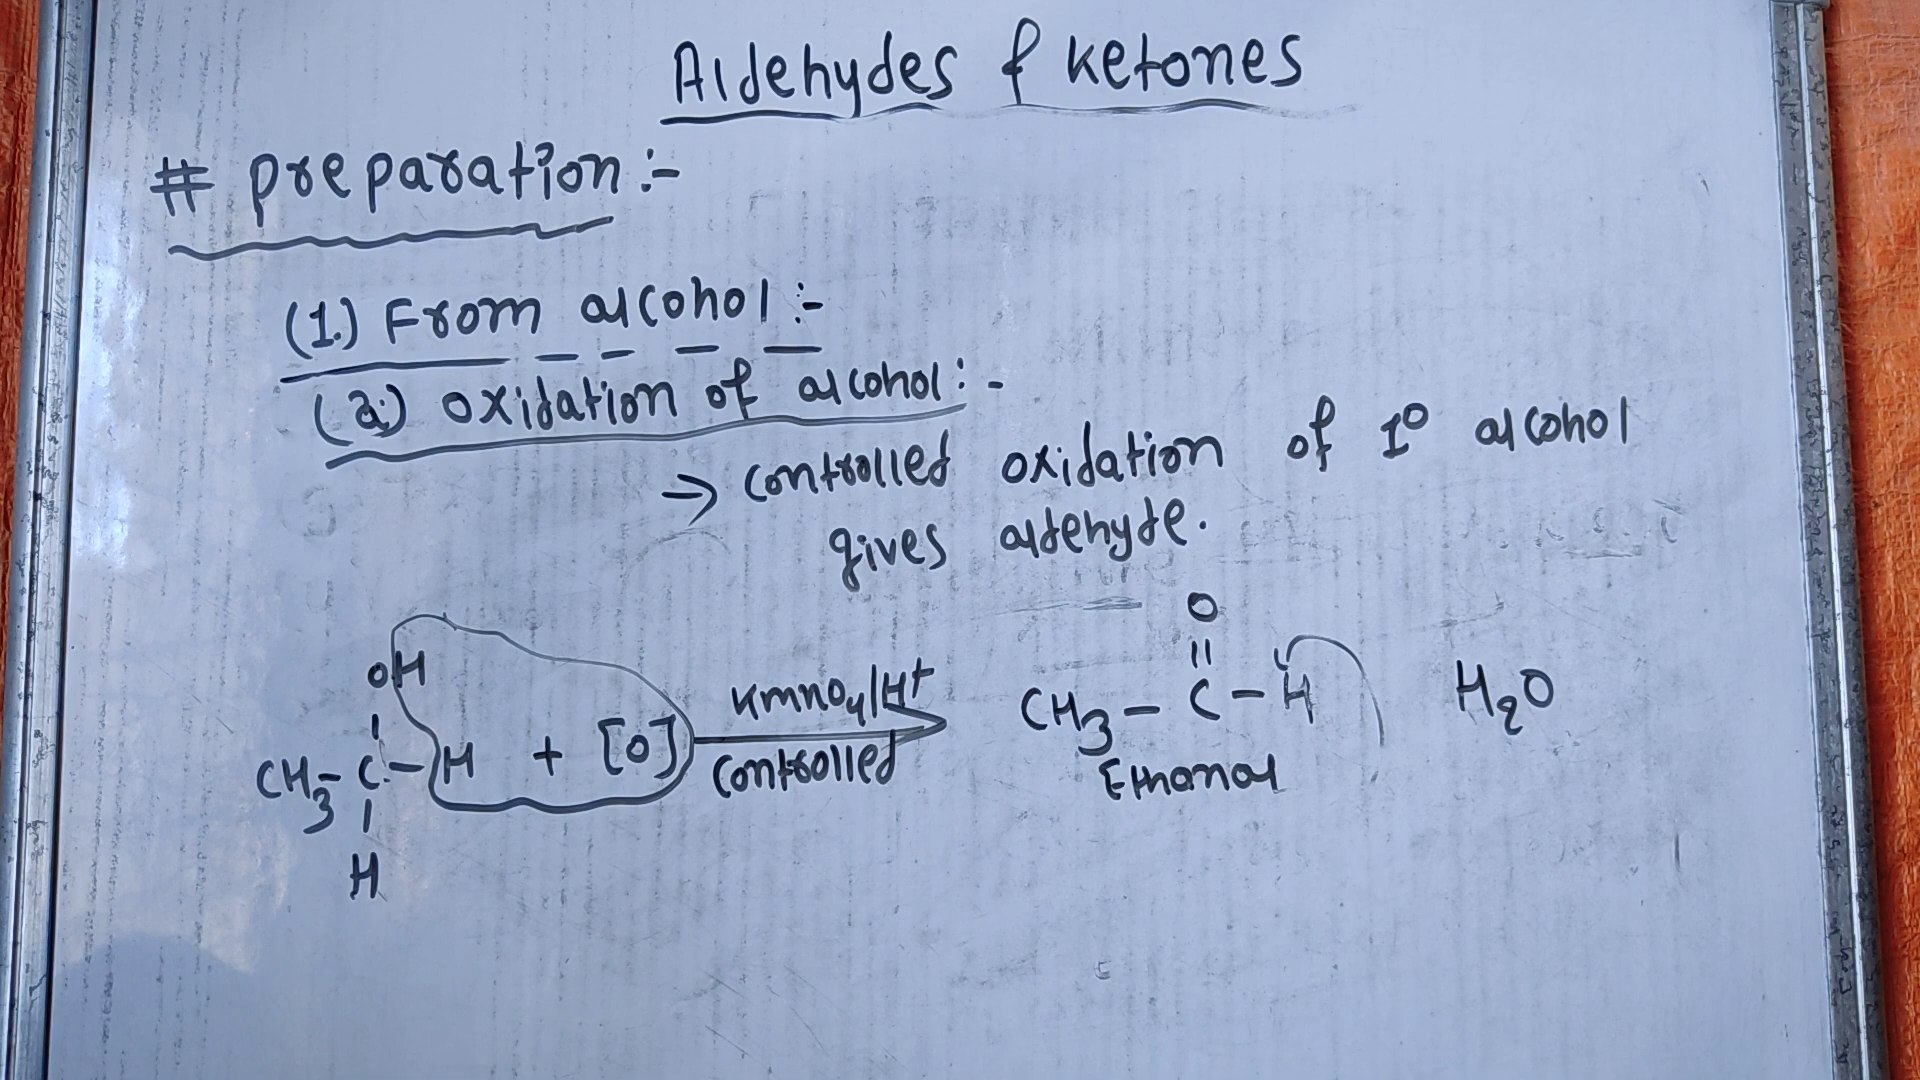 Aldehydes & Ketones
# preparation :-
(1.) From alcohol :-
(a.) oxidation of alcohol : -
→ controlled oxidation of 1° alcohol
gives aldehyde.
O
||
OH
|
CH3 - C - H + [O] KMnO4/H+ controlled → CH3 - C - H H2O
|
H
Ethanal